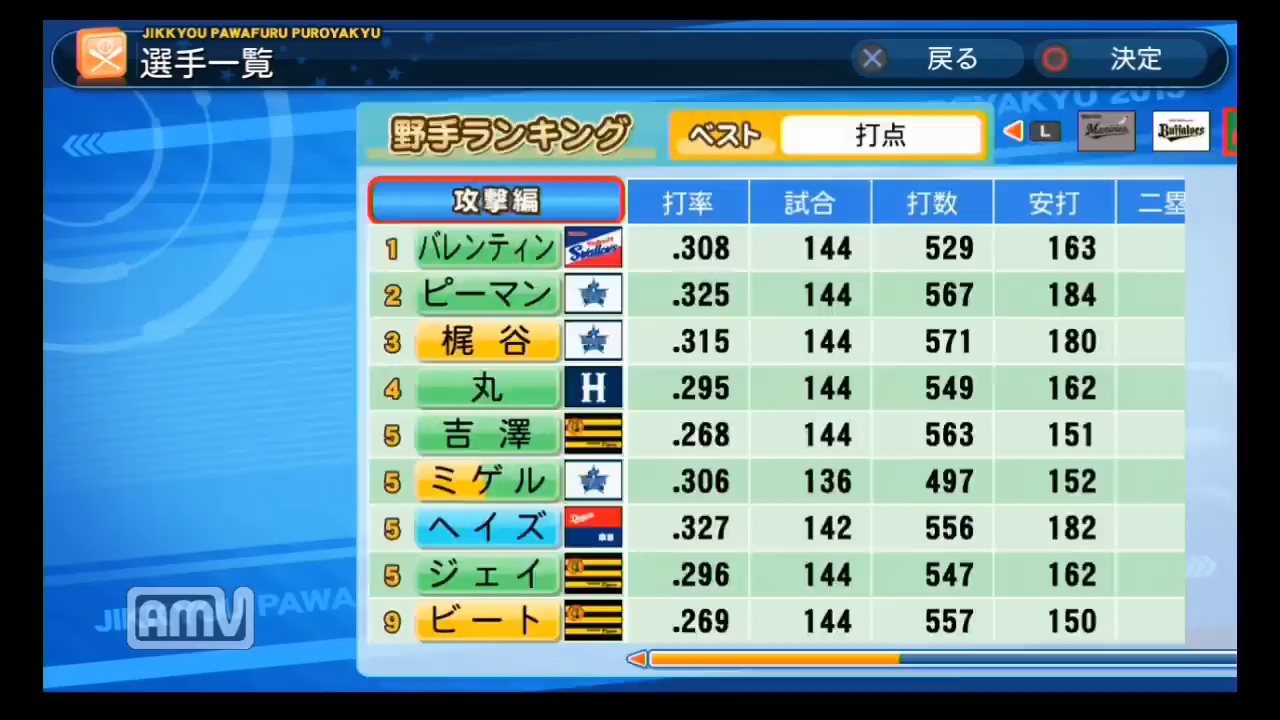 JIKKYOU PAWAFURU PUROYAKYU
選手一覧
戻る
決定
野手ランキング
ベスト 打点
L
Marines
Buffaloes
攻撃編 打率 試合 打数 安打 二塁
1 バレンティン Swallows .308 144 529 163
2 ピーマン .325 144 567 184
3 梶谷 .315 144 571 180
4 丸 H .295 144 549 162
5 吉澤 .268 144 563 151
5 ミゲル .306 136 497 152
5 ヘイズ .327 142 556 182
5 ジェイ .296 144 547 162
9 ビート .269 144 557 150
AMV